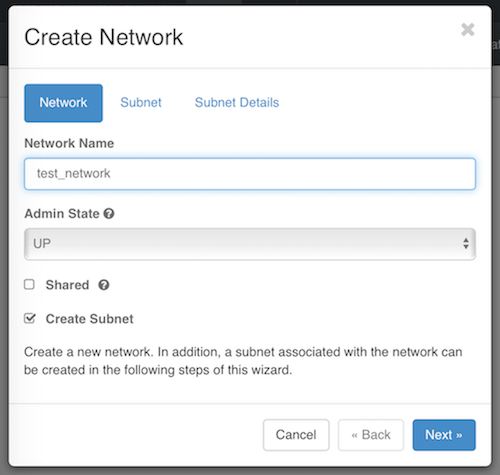 Create Network
×
Network Subnet Subnet Details
Network Name
test_network
Admin State ?
UP
Shared ?
Create Subnet
Create a new network. In addition, a subnet associated with the network can
be created in the following steps of this wizard.
Cancel « Back Next »